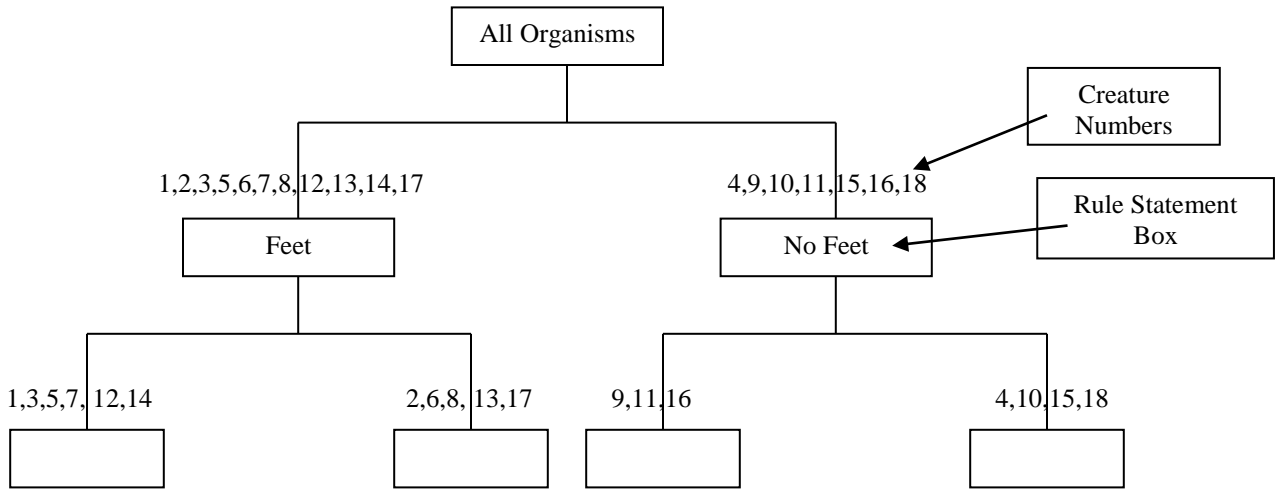 All Organisms
Creature
Numbers
1,2,3,5,6,7,8,12,13,14,17
4,9,10,11,15,16,18
Rule Statement
Box
Feet
No Feet
1,3,5,7, 12,14
2,6,8, 13,17
9,11,16
4,10,15,18